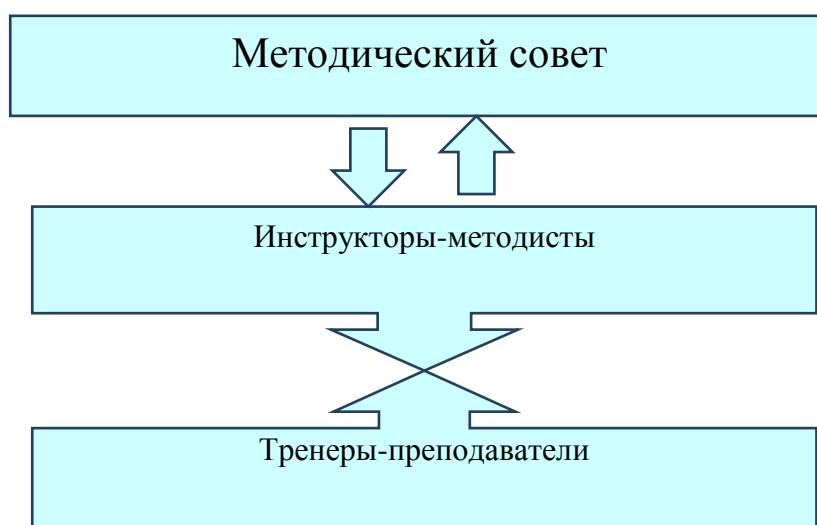 Методический совет
Инструкторы-методисты
Тренеры-преподаватели